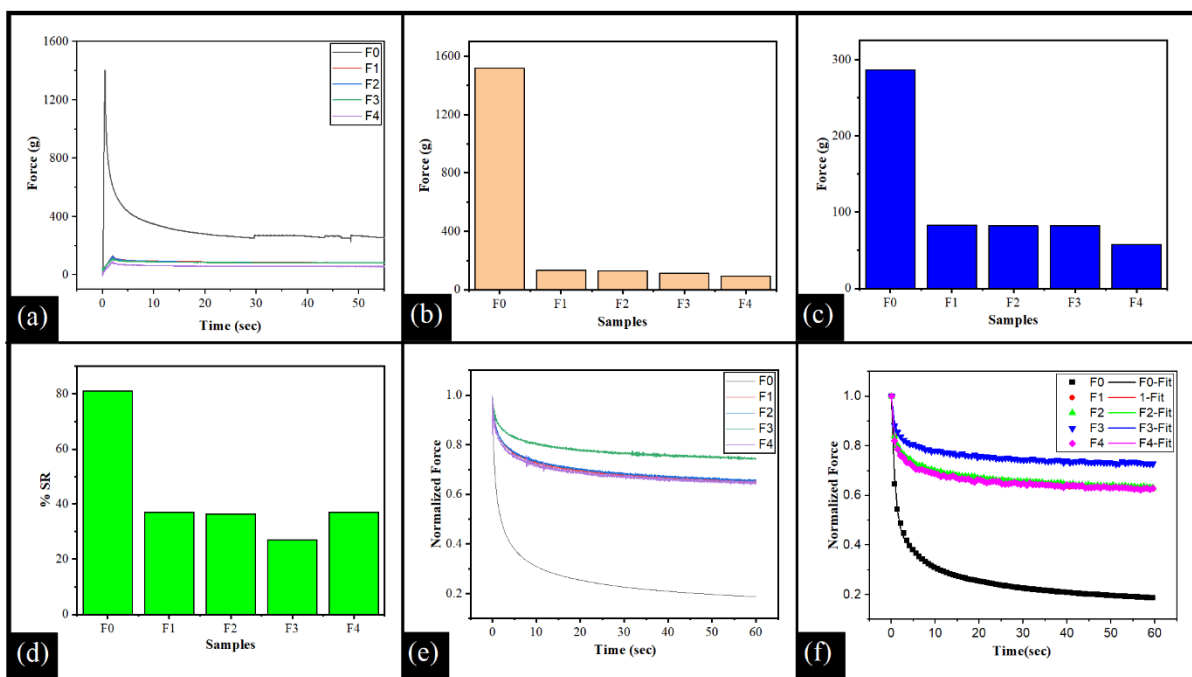 1600
1200
800
400
0
Force (g)
0 10 20 30 40 50
Time (sec)
F0
F1
F2
F3
F4
(a)
1600
1400
1200
800
400
0
Force (g)
F0 F1 F2 F3 F4
Samples
(b)
300
200
100
0
Force (g)
F0 F1 F2 F3 F4
Samples
(c)
80
60
40
20
0
% SR
F0 F1 F2 F3 F4
Samples
(d)
1.0
0.8
0.6
0.4
0.2
Normalized Force
0 10 20 30 40 50 60
Time (sec)
F0
F1
F2
F3
F4
(e)
1.0
0.8
0.6
0.4
0.2
Normalized Force
0 10 20 30 40 50 60
Time(sec)
F0 F0-Fit
F1 1-Fit
F2 F2-Fit
F3 F3-Fit
F4 F4-Fit
(f)